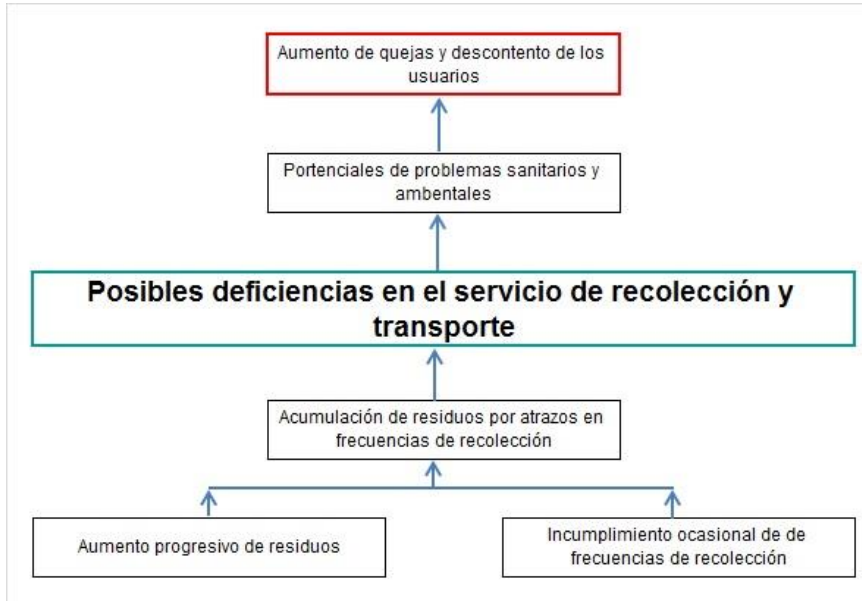 Aumento de quejas y descontento de los
usuarios
Portenciales de problemas sanitarios y
ambentales
Posibles deficiencias en el servicio de recolección y
transporte
Acumulación de residuos por atrazos en
frecuencias de recolección
Aumento progresivo de residuos
Incumplimiento ocasional de de
frecuencias de recolección